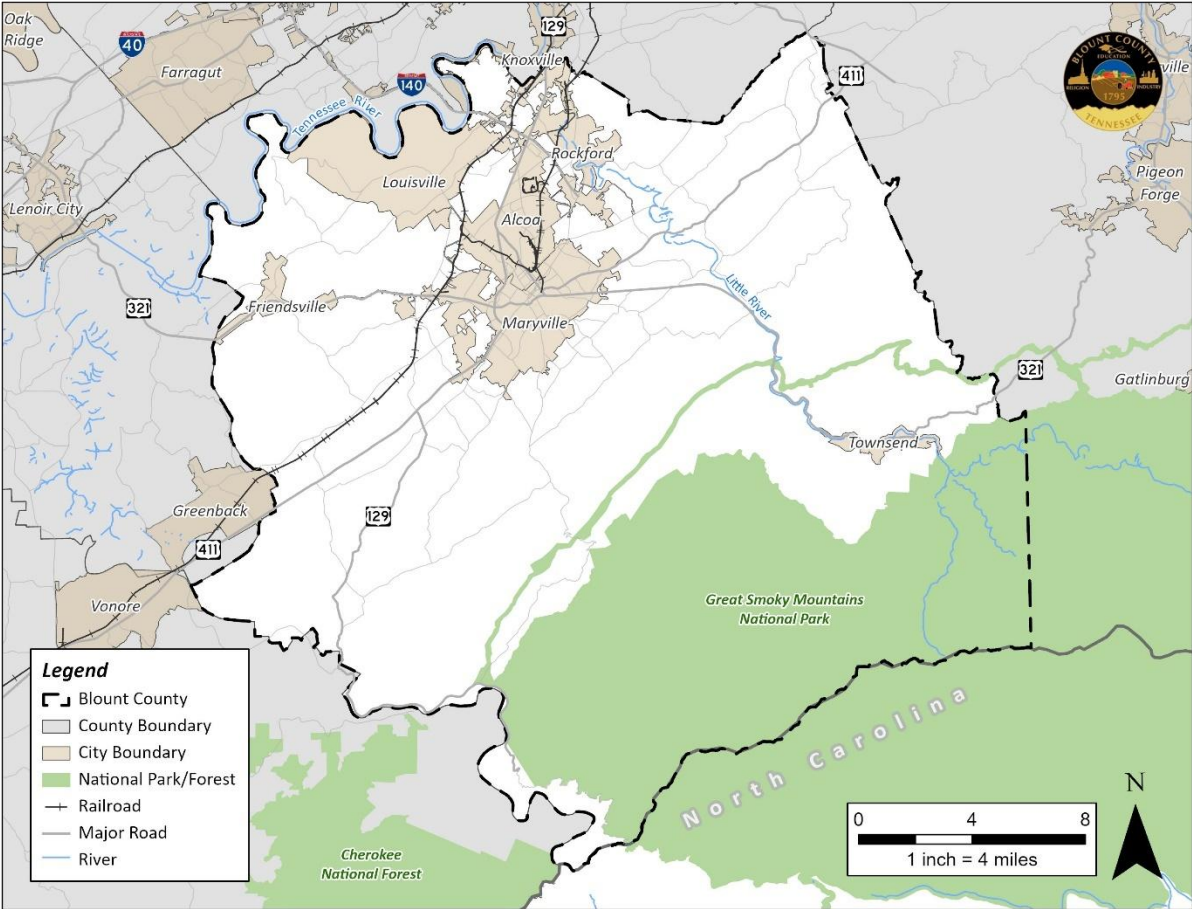 Oak
Ridge
40
Farragut
129
Knoxville
140
Tennessee River
411
BLOUNT COUNTY
EDUCATION
RELIGION
INDUSTRY
1795
TENNESSEE
ville
Lenoir City
Louisville
Rockford
Alcoa
Pigeon
Forge
321
Friendsville
Maryville
Little River
321
Gatlinburg
Townsend
Greenback
129
411
Vonore
Great Smoky Mountains
National Park
North Carolina
Cherokee
National Forest
Legend
Blount County
County Boundary
City Boundary
National Park/Forest
Railroad
Major Road
River
0 4 8
1 inch = 4 miles
N